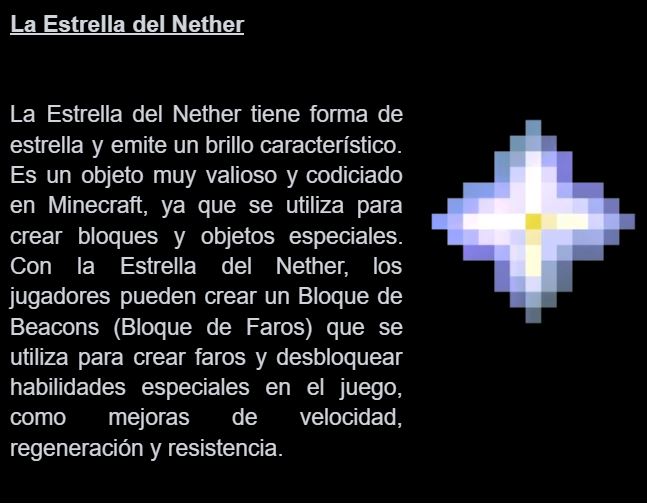 La Estrella del Nether
La Estrella del Nether tiene forma de
estrella y emite un brillo característico.
Es un objeto muy valioso y codiciado
en Minecraft, ya que se utiliza para
crear bloques y objetos especiales.
Con la Estrella del Nether, los
jugadores pueden crear un Bloque de
Beacons (Bloque de Faros) que se
utiliza para crear faros y desbloquear
habilidades especiales en el juego,
como mejoras de velocidad,
regeneración y resistencia.